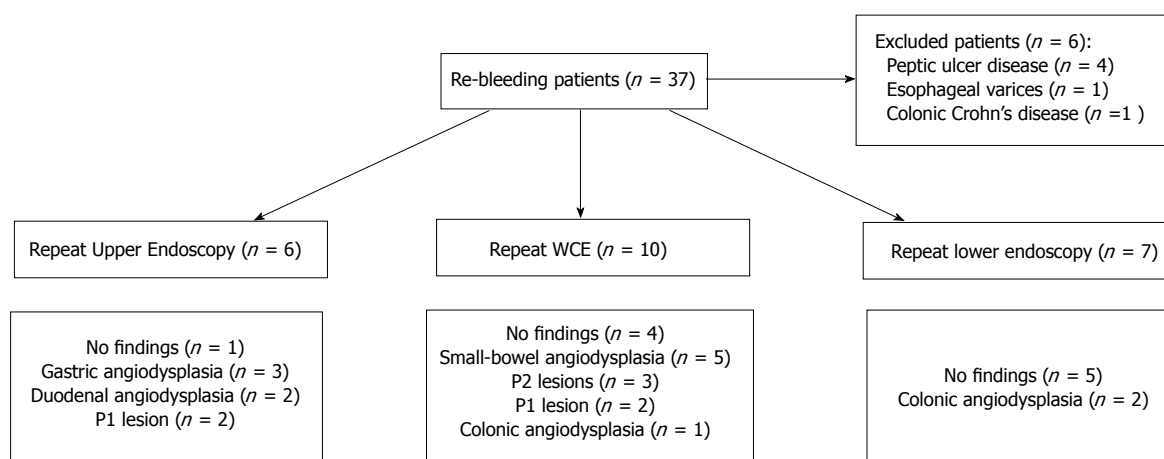 Re-bleeding patients (n = 37)
Excluded patients (n = 6):
Peptic ulcer disease (n = 4)
Esophageal varices (n = 1)
Colonic Crohn's disease (n =1 )
Repeat Upper Endoscopy (n = 6)
Repeat WCE (n = 10)
Repeat lower endoscopy (n = 7)
No findings (n = 1)
Gastric angiodysplasia (n = 3)
Duodenal angiodysplasia (n = 2)
P1 lesion (n = 2)
No findings (n = 4)
Small-bowel angiodysplasia (n = 5)
P2 lesions (n = 3)
P1 lesion (n = 2)
Colonic angiodysplasia (n = 1)
No findings (n = 5)
Colonic angiodysplasia (n = 2)